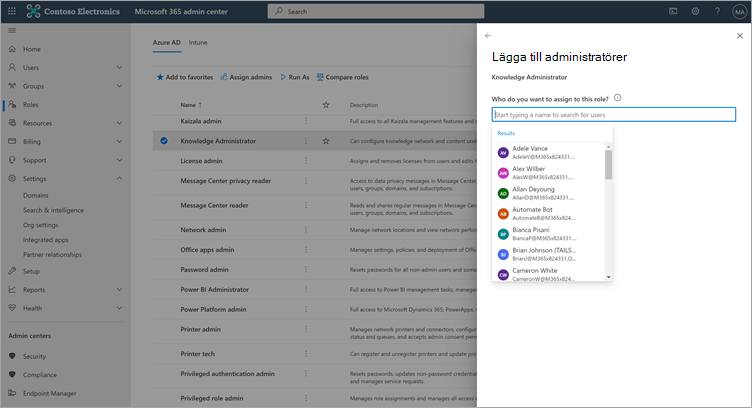 Contoso Electronics
Microsoft 365 admin center
Search
MA
Home
Users
Groups
Roles
Resources
Billing
Support
Settings
Domains
Search & intelligence
Org settings
Integrated apps
Partner relationships
Setup
Reports
Health
Admin centers
Security
Compliance
Endpoint Manager
Azure AD
Intune
Add to favorites
Assign admins
Run As
Compare roles
Name ↑
Description
Kaizala admin
Full access to all Kaizala management features and
Knowledge Administrator
Can configure knowledge network and content und
License admin
Assigns and removes licenses from users and edits t
Message Center privacy reader
Access to data privacy messages in Message Center
users, groups, domains, and subscriptions.
Message Center reader
Reads and shares regular messages in Message Cent
users, groups, domains, and subscriptions.
Network admin
Manage network locations and view network perfor
Office apps admin
Manages settings, policies, and deployment of Offic
Password admin
Resets passwords for all non-admin users and some
Power BI Administrator
Full access to Power BI management tasks, manages
Power Platform admin
Full access to Microsoft Dynamics 365, PowerApps,
Printer admin
Manages network printers and connectors, configur
status and queues, and accepts admin consent permi
Printer tech
Can register and unregister printers and update print
Privileged authentication admin
Resets passwords, updates non-password credential
and manages service requests.
Privileged role admin
Manages role assignments and manages all access c
Lägga till administratörer
Knowledge Administrator
Who do you want to assign to this role?
Start typing a name to search for users
Results
AV
Adele Vance
AdeleV@M365x824331....
AW
Alex Wilber
AlexW@M365x824331....
AD
Allan Deyoung
AllanD@M365x824331....
AB
Automate Bot
AutomateB@M365x824...
BP
Bianca Pisani
BiancaP@M365x824331....
BJ
Brian Johnson (TAILS...
BrianJ@M365x824331.O...
CW
Cameron White
CameronW@M365x824...